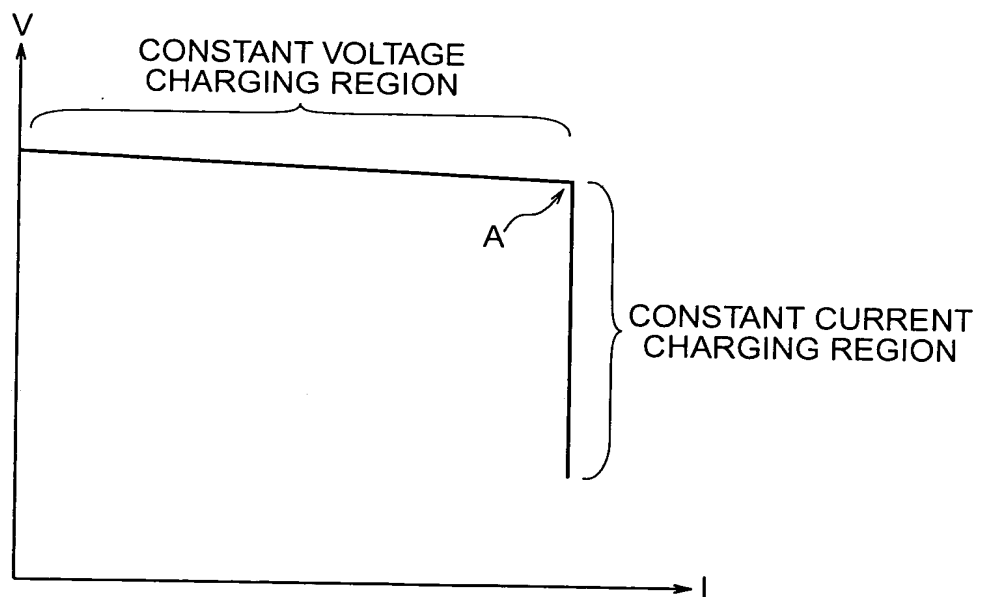 V
CONSTANT VOLTAGE
CHARGING REGION
A
CONSTANT CURRENT
CHARGING REGION
I